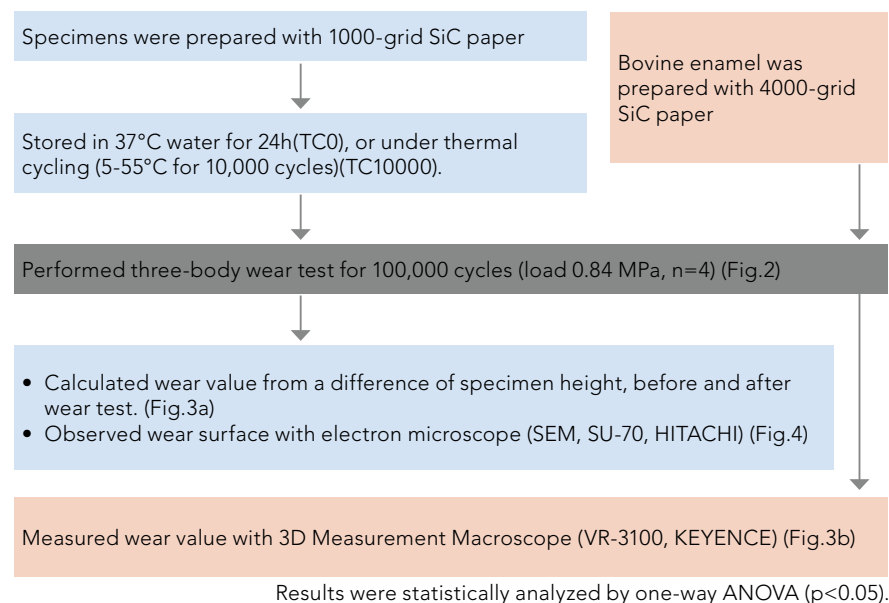 Specimens were prepared with 1000-grid SiC paper
Bovine enamel was
prepared with 4000-grid
SiC paper
Stored in 37°C water for 24h(TC0), or under thermal
cycling (5-55°C for 10,000 cycles)(TC10000).
Performed three-body wear test for 100,000 cycles (load 0.84 MPa, n=4) (Fig.2)
• Calculated wear value from a difference of specimen height, before and after
wear test. (Fig.3a)
• Observed wear surface with electron microscope (SEM, SU-70, HITACHI) (Fig.4)
Measured wear value with 3D Measurement Macroscope (VR-3100, KEYENCE) (Fig.3b)
Results were statistically analyzed by one-way ANOVA (p<0.05).